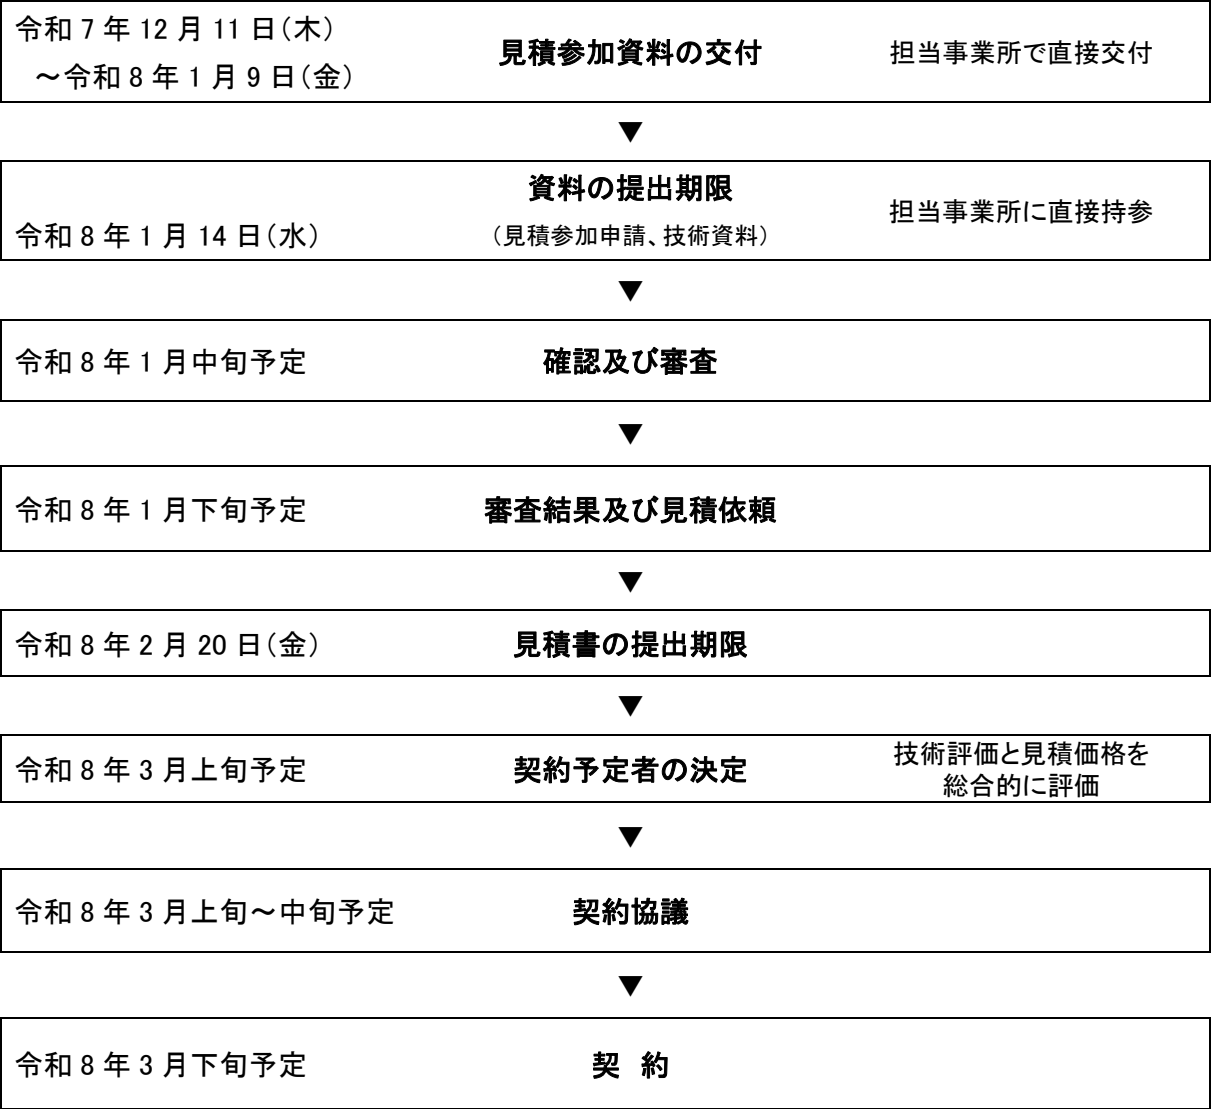 令和7年12月11日（木）
～令和8年1月9日（金）
見積参加資料の交付
担当事業所で直接交付
▼
資料の提出期限
令和8年1月14日（水）
（見積参加申請、技術資料）
担当事業所に直接持参
▼
令和8年1月中旬予定
確認及び審査
▼
令和8年1月下旬予定
審査結果及び見積依頼
▼
令和8年2月20日（金）
見積書の提出期限
▼
令和8年3月上旬予定
契約予定者の決定
技術評価と見積価格を
総合的に評価
▼
令和8年3月上旬～中旬予定
契約協議
▼
令和8年3月下旬予定
契　約